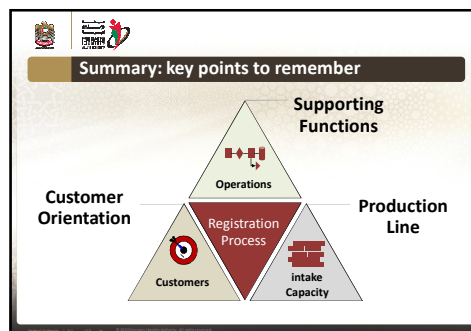 Summary: key points to remember
Supporting
Functions
Operations
Customer
Orientation
Registration
Process
Production
Line
Customers
intake
Capacity